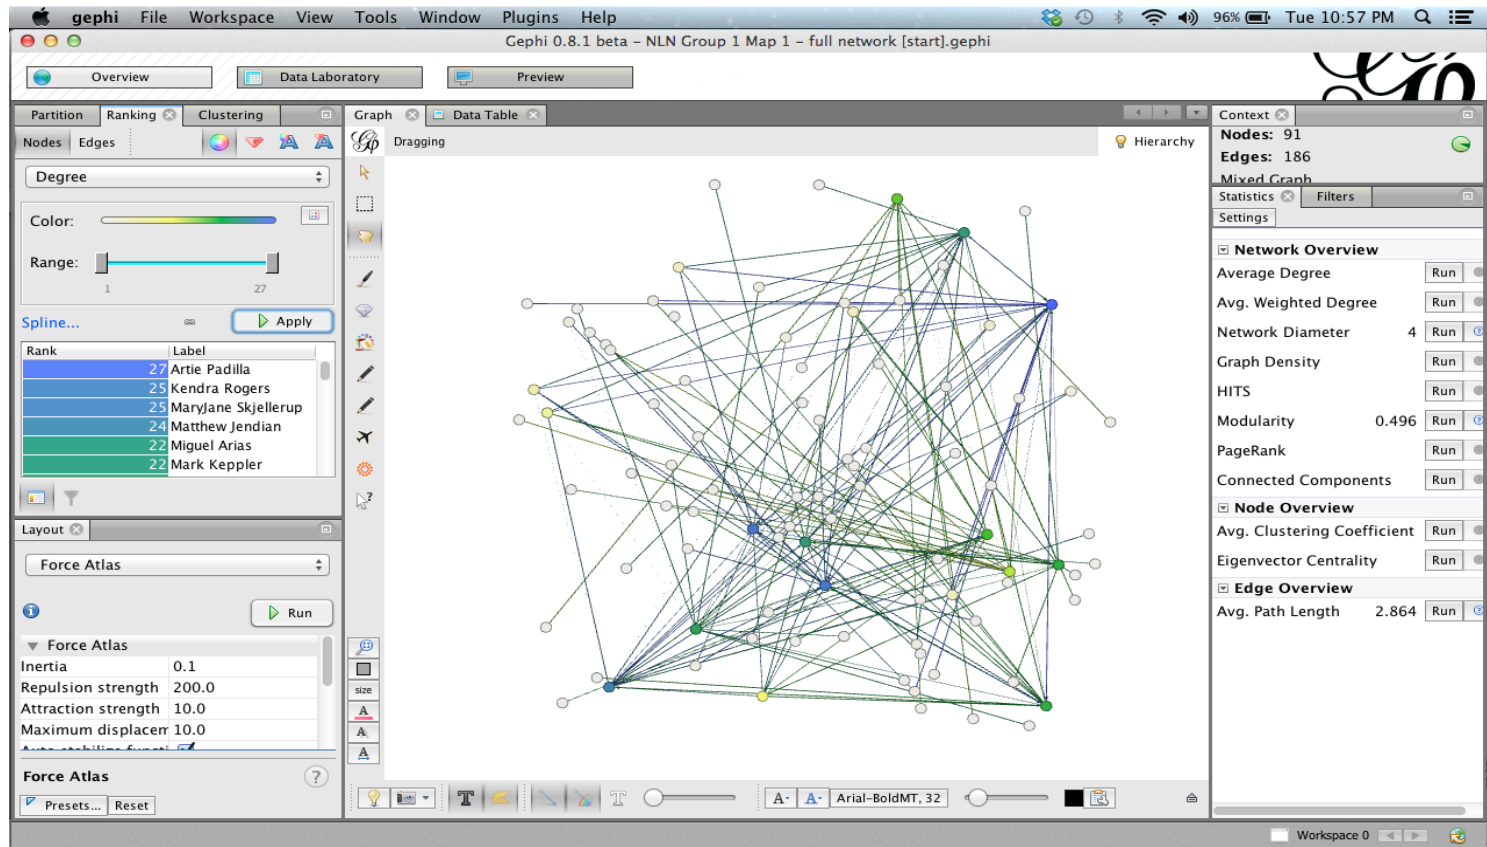 gephi File Workspace View Tools Window Plugins Help 96% Tue 10:57 PM
Gephi 0.8.1 beta – NLN Group 1 Map 1 – full network [start].gephi
Overview Data Laboratory Preview
Partition Ranking Clustering
Nodes Edges
Degree
Color:
Range:
1 27
Spline... Apply
Rank Label
27 Artie Padilla
25 Kendra Rogers
25 MaryJane Skjellerup
24 Matthew Jendian
22 Miguel Arias
22 Mark Keppler
Layout
Force Atlas
Run
Force Atlas
Inertia 0.1
Repulsion strength 200.0
Attraction strength 10.0
Maximum displacem 10.0
Auto stabilize functi
Force Atlas
?
Presets... Reset
Graph Data Table
Dragging
Hierarchy
size
A
A
A
T T A- A- Arial-BoldMT, 32
Context
Nodes: 91
Edges: 186
Mixed Graph
Statistics Filters
Settings
Network Overview
Average Degree Run
Avg. Weighted Degree Run
Network Diameter 4 Run
Graph Density Run
HITS Run
Modularity 0.496 Run
PageRank Run
Connected Components Run
Node Overview
Avg. Clustering Coefficient Run
Eigenvector Centrality Run
Edge Overview
Avg. Path Length 2.864 Run
Workspace 0